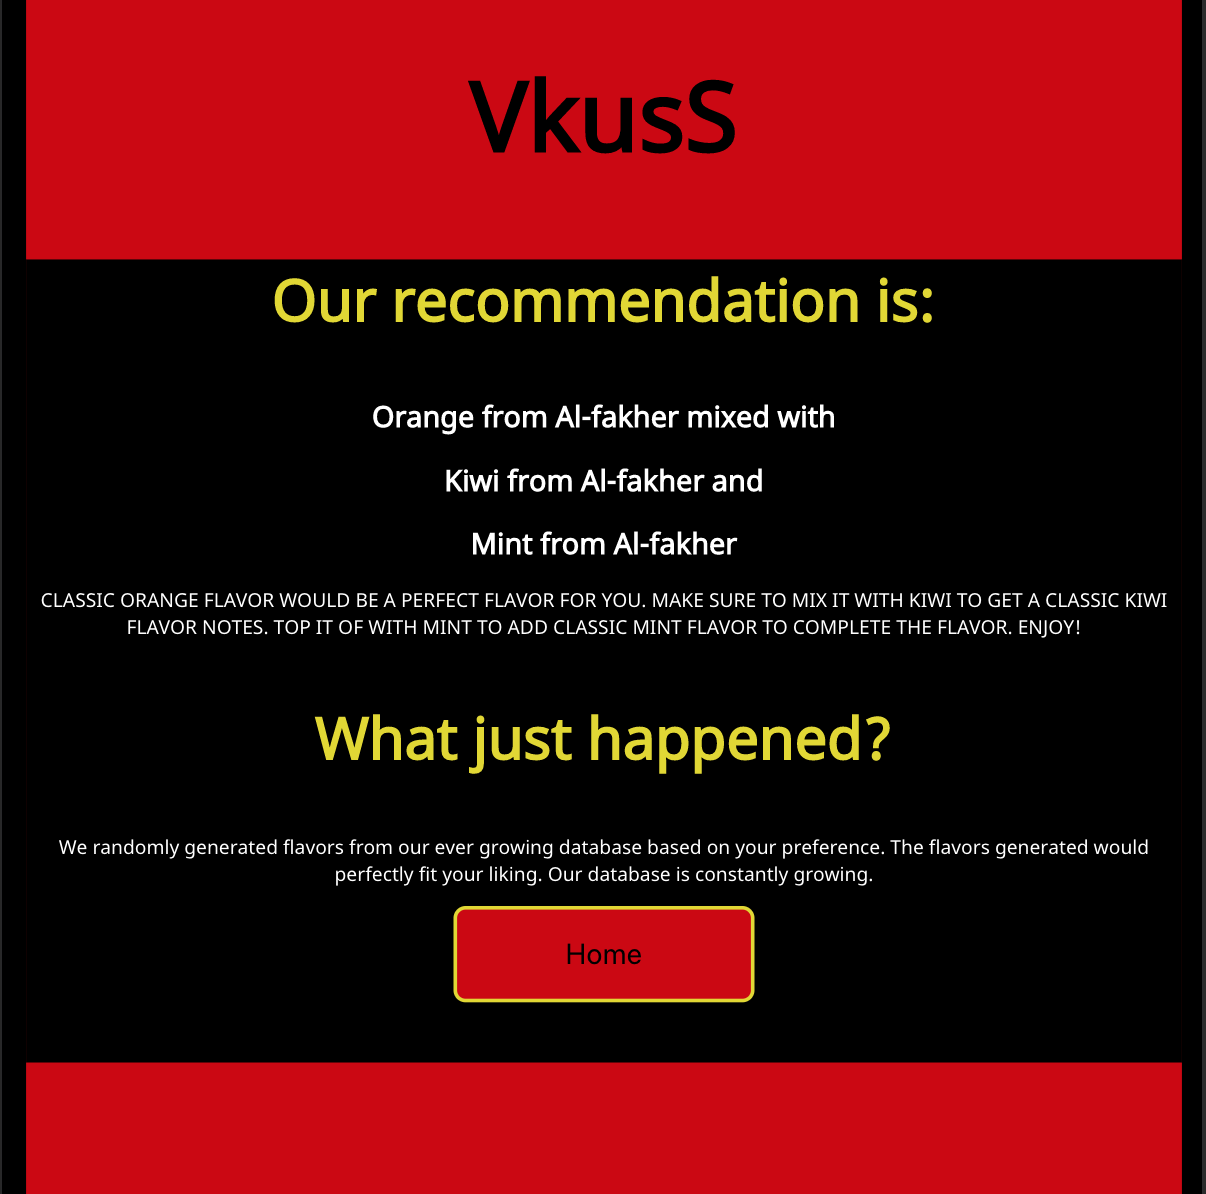 VkusS
Our recommendation is:
Orange from Al-fakher mixed with
Kiwi from Al-fakher and
Mint from Al-fakher
CLASSIC ORANGE FLAVOR WOULD BE A PERFECT FLAVOR FOR YOU. MAKE SURE TO MIX IT WITH KIWI TO GET A CLASSIC KIWI
FLAVOR NOTES. TOP IT OF WITH MINT TO ADD CLASSIC MINT FLAVOR TO COMPLETE THE FLAVOR. ENJOY!
What just happened?
We randomly generated flavors from our ever growing database based on your preference. The flavors generated would
perfectly fit your liking. Our database is constantly growing.
Home